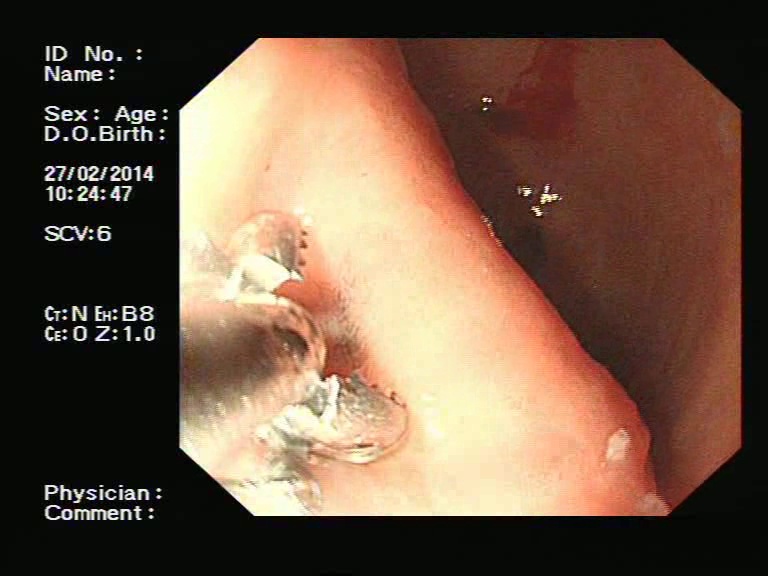 ID No. :
Name:
Sex: Age:
D.O.Birth:
27/02/2014
10:24:47
SCV:6
CT:N EH:B8
CE:0 Z:1.0
Physician:
Comment: